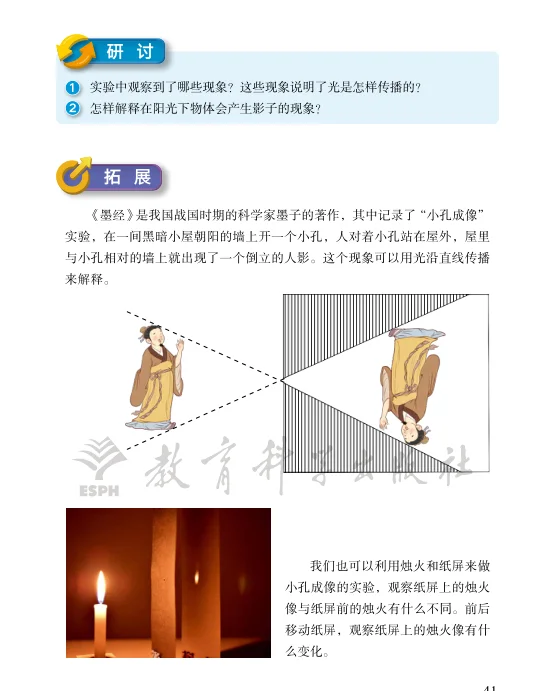 研讨
1 实验中观察到了哪些现象？这些现象说明了光是怎样传播的？
2 怎样解释在阳光下物体会产生影子的现象？
拓展
《墨经》是我国战国时期的科学家墨子的著作，其中记录了“小孔成像”
实验，在一间黑暗小屋朝阳的墙上开一个小孔，人对着小孔站在屋外，屋里
与小孔相对的墙上就出现了一个倒立的人影。这个现象可以用光沿直线传播
来解释。
ESPH 教育科学出版社
我们也可以利用烛火和纸屏来做
小孔成像的实验，观察纸屏上的烛火
像与纸屏前的烛火有什么不同。前后
移动纸屏，观察纸屏上的烛火像有什
么变化。
41